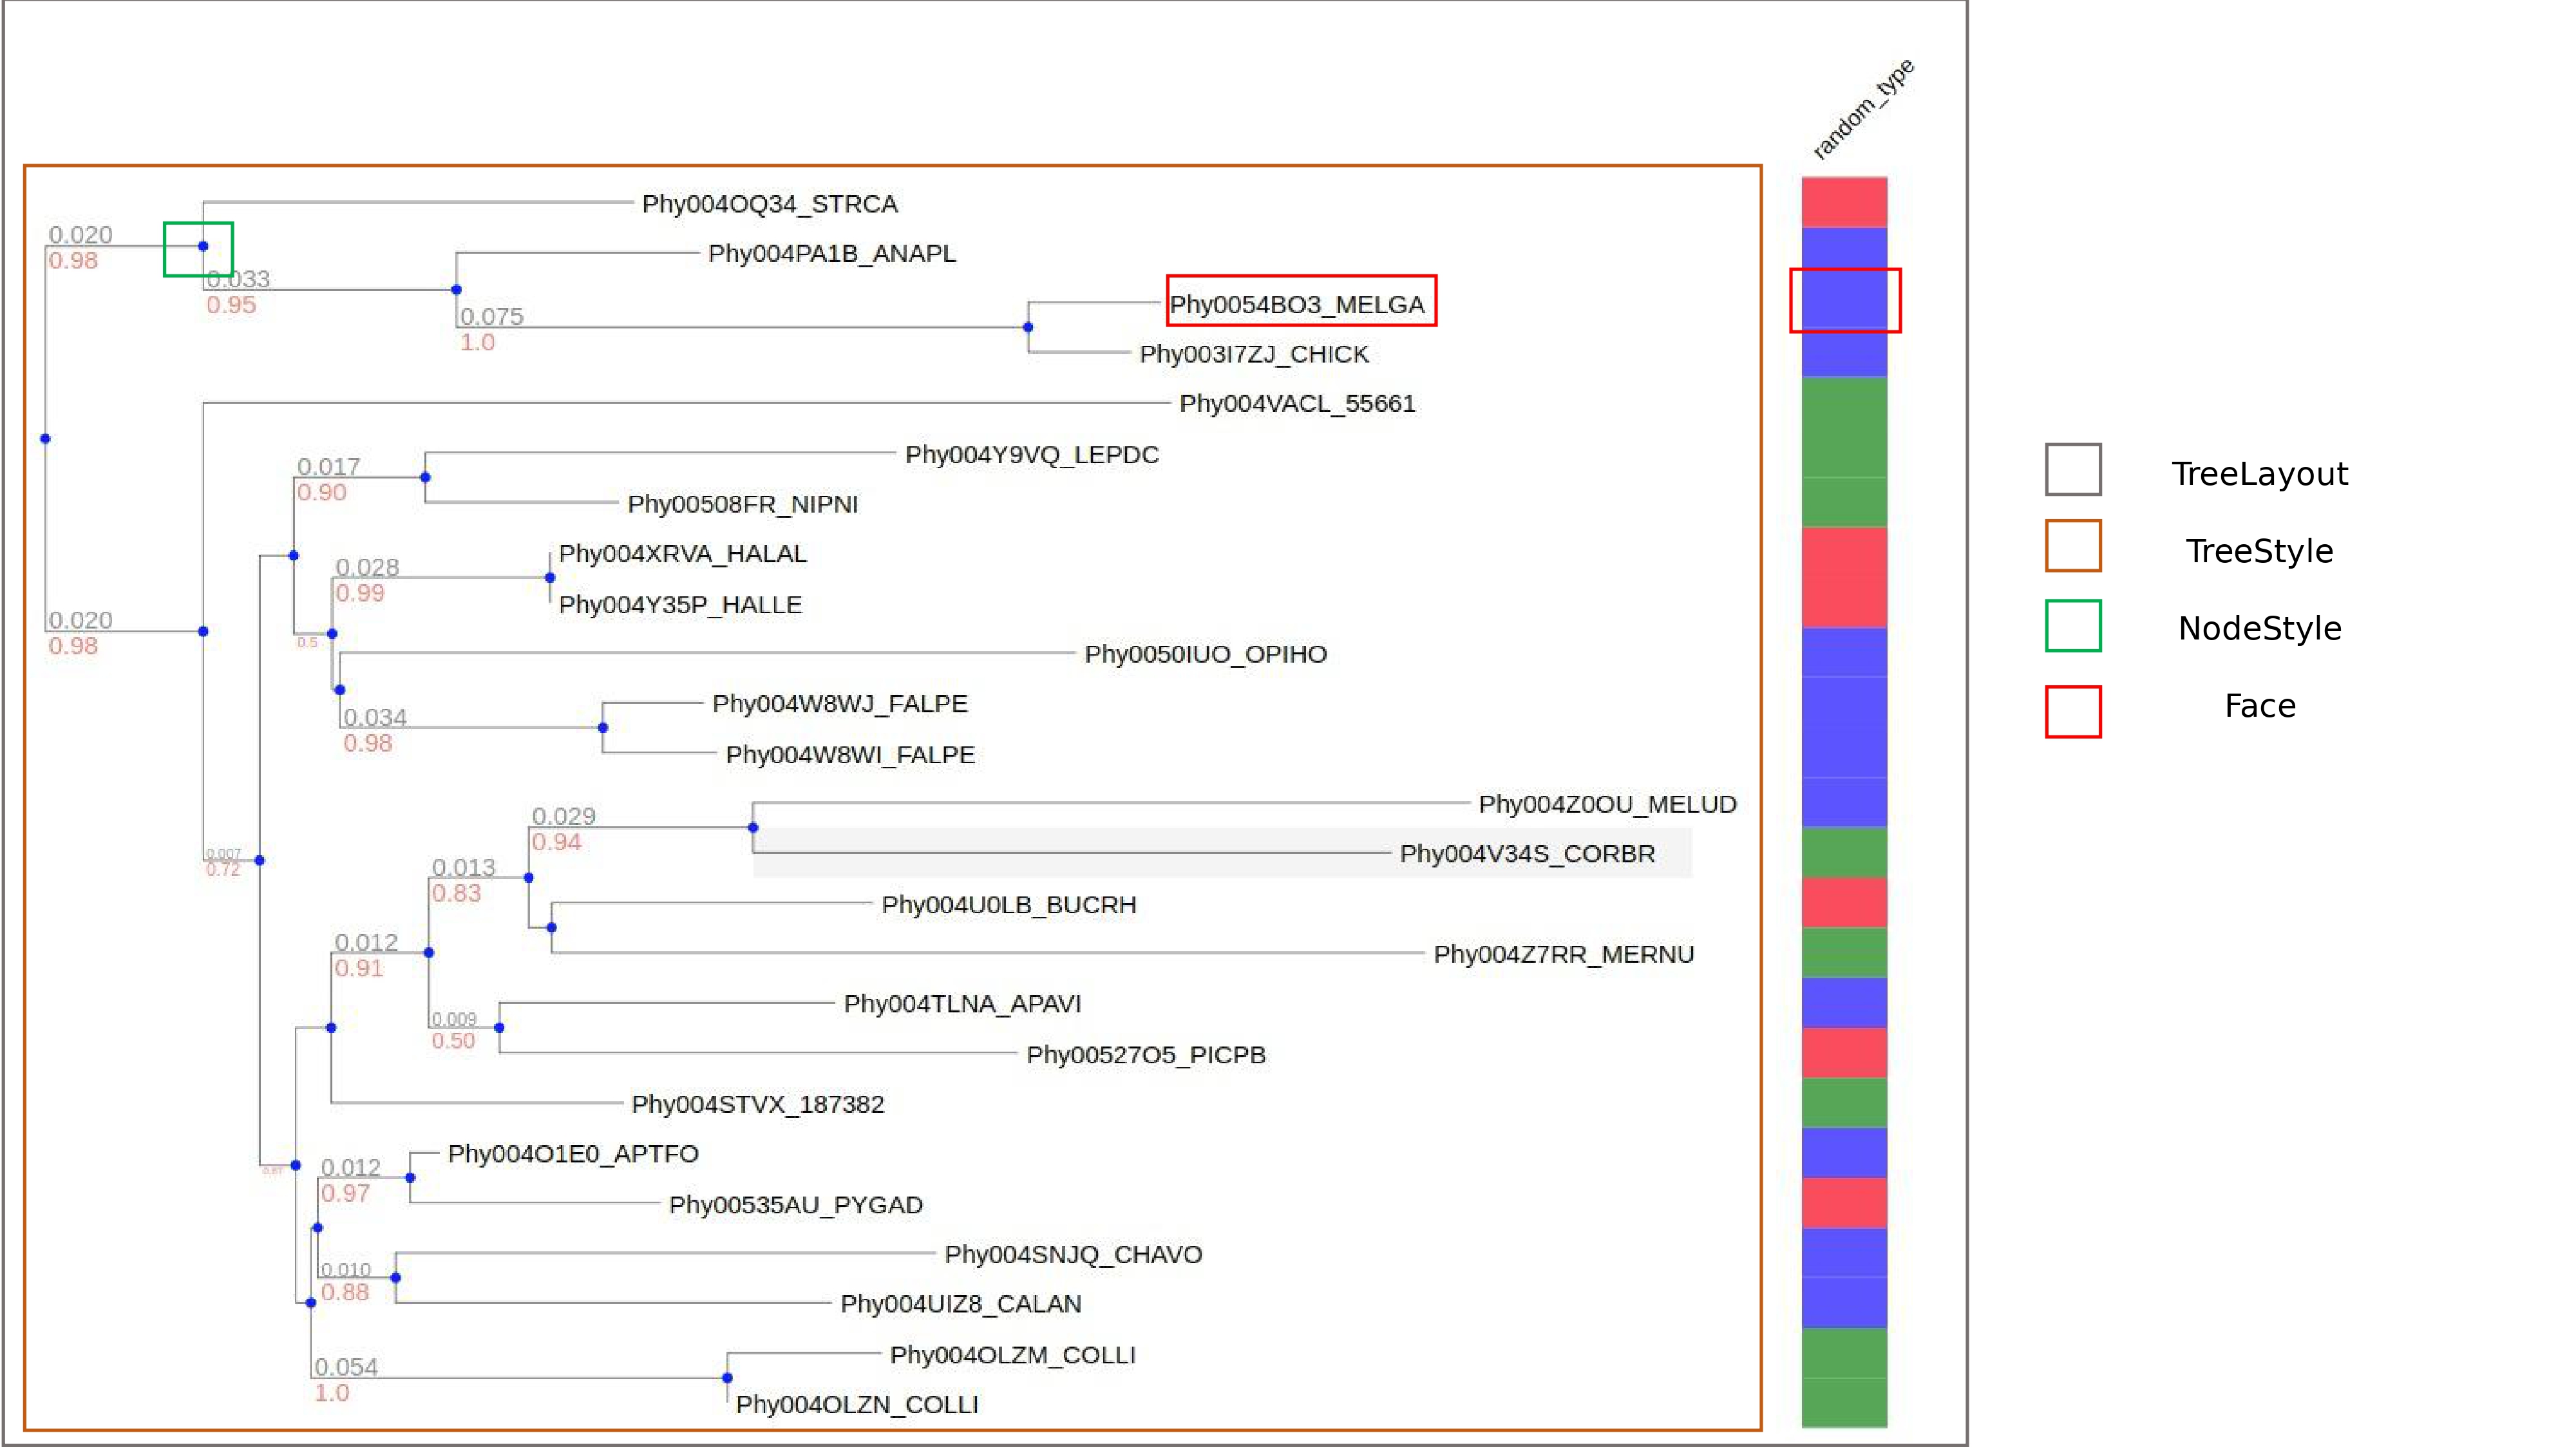 random_type
Phy004OQ34_STRCA
0.020
0.98
Phy004PA1B_ANAPL
0.033
0.95
Phy0054BO3_MELGA
0.075
1.0
Phy003I7ZJ_CHICK
Phy004VACL_55661
Phy004Y9VQ_LEPDC
0.017
0.90
Phy00508FR_NIPNI
Phy004XRVA_HALAL
0.028
0.99
Phy004Y35P_HALLE
0.020
0.98
0.5
Phy0050IUO_OPIHO
Phy004W8WJ_FALPE
0.034
0.98
Phy004W8WI_FALPE
Phy004Z0OU_MELUD
0.029
0.94
Phy004V34S_CORBR
0.007
0.72
0.013
0.83
Phy004U0LB_BUCRH
0.012
0.91
Phy004Z7RR_MERNU
Phy004TLNA_APAVI
0.009
0.50
Phy00527O5_PICPB
Phy004STVX_187382
Phy004O1E0_APTFO
0.012
0.97
Phy00535AU_PYGAD
Phy004SNJQ_CHAVO
0.010
0.88
Phy004UIZ8_CALAN
Phy004OLZM_COLLI
0.054
1.0
Phy004OLZN_COLLI
TreeLayout
TreeStyle
NodeStyle
Face